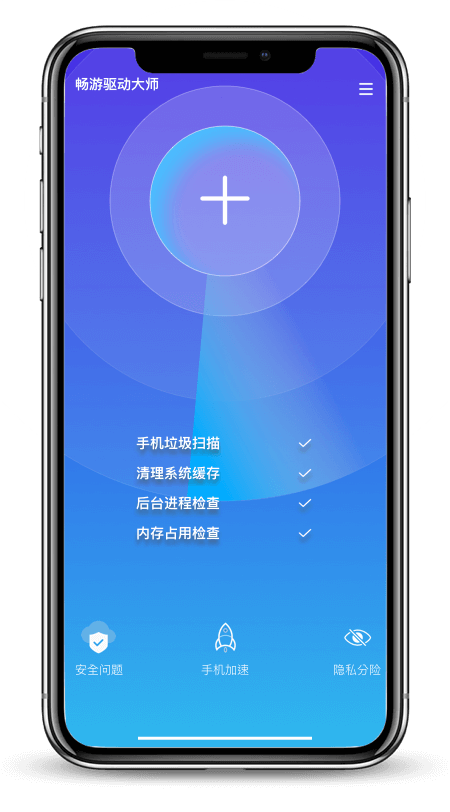 畅游驱动大师
手机垃圾扫描
清理系统缓存
后台进程检查
内存占用检查
安全问题 手机加速 隐私分险